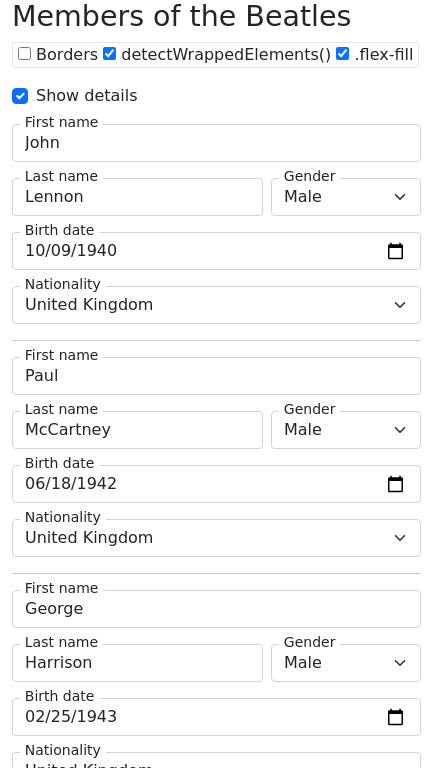 Members of the Beatles
Borders detectWrappedElements() .flex-fill
Show details
First name
John
Last name Gender
Lennon Male
Birth date
10/09/1940
Nationality
United Kingdom
First name
Paul
Last name Gender
McCartney Male
Birth date
06/18/1942
Nationality
United Kingdom
First name
George
Last name Gender
Harrison Male
Birth date
02/25/1943
Nationality
United Kingdom